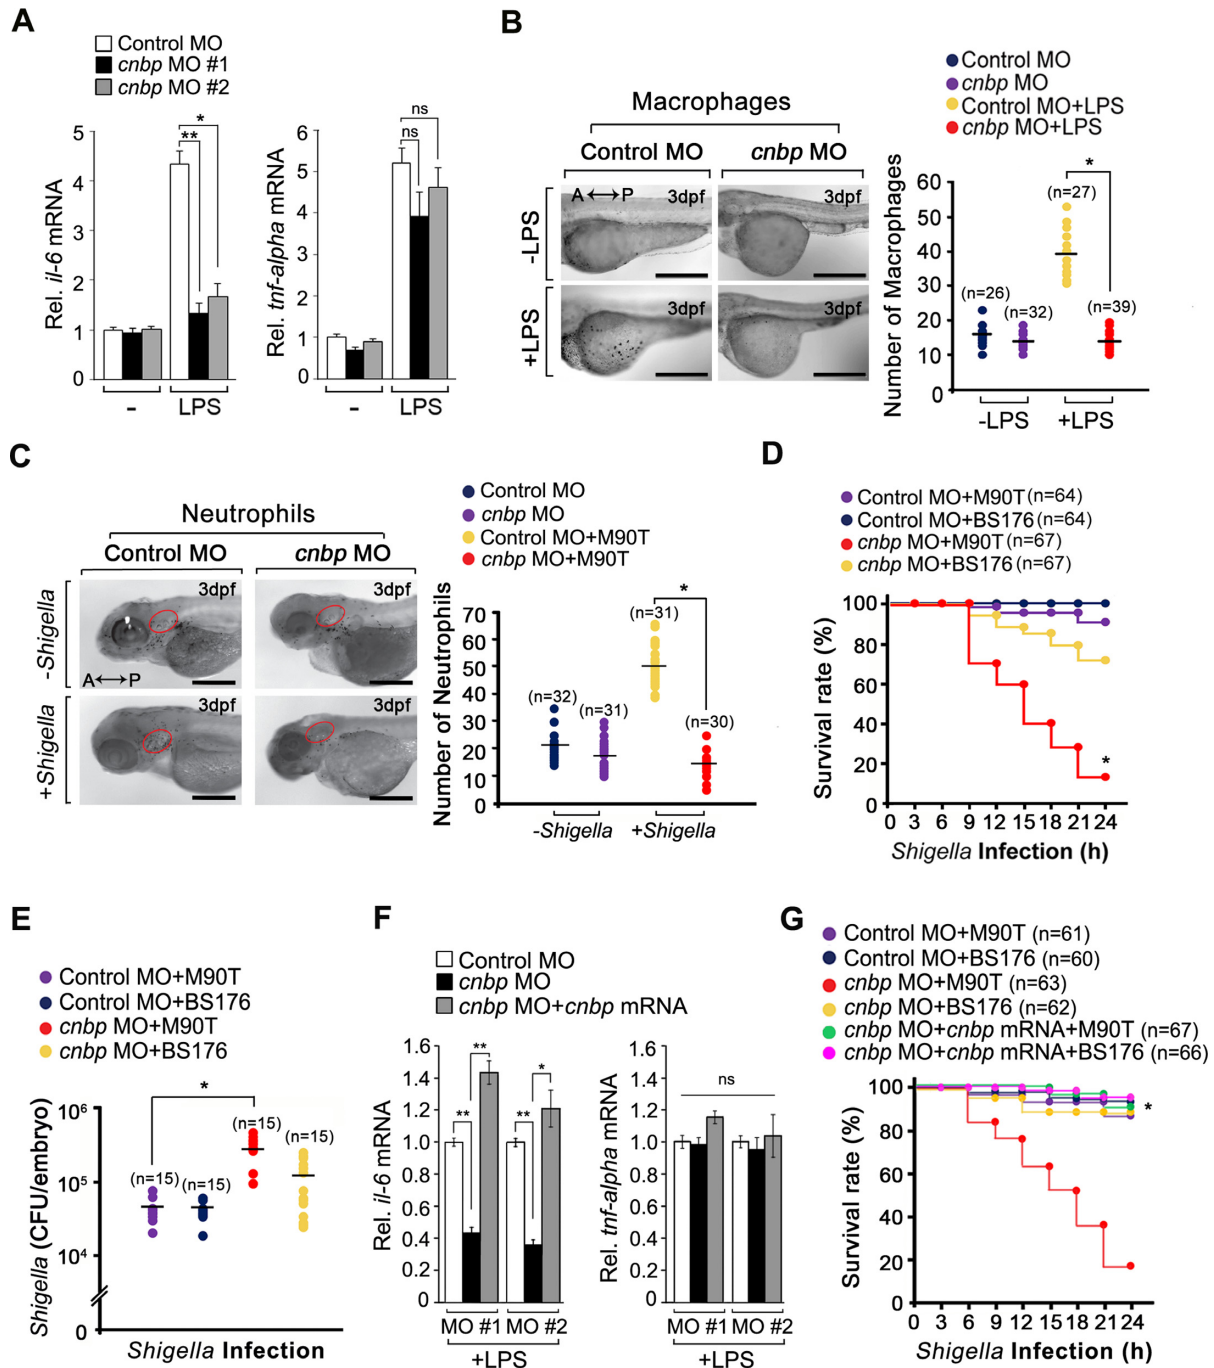 A
Control MO
cnbp MO #1
cnbp MO #2
Rel. il-6 mRNA
5
4
3
2
1
0
**
*
-
LPS
Rel. tnf-alpha mRNA
6
5
4
3
2
1
0
ns
ns
-
LPS
B
Macrophages
Control MO
cnbp MO
-LPS
+LPS
A P
3dpf
3dpf
3dpf
3dpf
Control MO
cnbp MO
Control MO+LPS
cnbp MO+LPS
Number of Macrophages
60
50
40
30
20
10
0
(n=26)
(n=32)
(n=27)
(n=39)
*
-LPS
+LPS
C
Neutrophils
Control MO
cnbp MO
-Shigella
+Shigella
3dpf
3dpf
A P
3dpf
3dpf
Control MO
cnbp MO
Control MO+M90T
cnbp MO+M90T
Number of Neutrophils
70
60
50
40
30
20
10
0
(n=32)
(n=31)
(n=31)
(n=30)
*
-Shigella
+Shigella
D
Control MO+M90T (n=64)
Control MO+BS176 (n=64)
cnbp MO+M90T (n=67)
cnbp MO+BS176 (n=67)
Survival rate (%)
100
80
60
40
20
0
*
0 3 6 9 12 15 18 21 24
Shigella Infection (h)
E
Control MO+M90T
Control MO+BS176
cnbp MO+M90T
cnbp MO+BS176
Shigella (CFU/embryo)
10⁶
10⁵
10⁴
0
(n=15)
(n=15)
(n=15)
(n=15)
*
Shigella Infection
F
Control MO
cnbp MO
cnbp MO+cnbp mRNA
Rel. il-6 mRNA
1.6
1.4
1.2
1.0
0.8
0.6
0.4
0.2
0
**
**
**
*
MO #1 MO #2
+LPS
Rel. tnf-alpha mRNA
1.6
1.4
1.2
1.0
0.8
0.6
0.4
0.2
0
ns
MO #1 MO #2
+LPS
G
Control MO+M90T (n=61)
Control MO+BS176 (n=60)
cnbp MO+M90T (n=63)
cnbp MO+BS176 (n=62)
cnbp MO+cnbp mRNA+M90T (n=67)
cnbp MO+cnbp mRNA+BS176 (n=66)
Survival rate (%)
100
80
60
40
20
0
*
0 3 6 9 12 15 18 21 24
Shigella Infection (h)